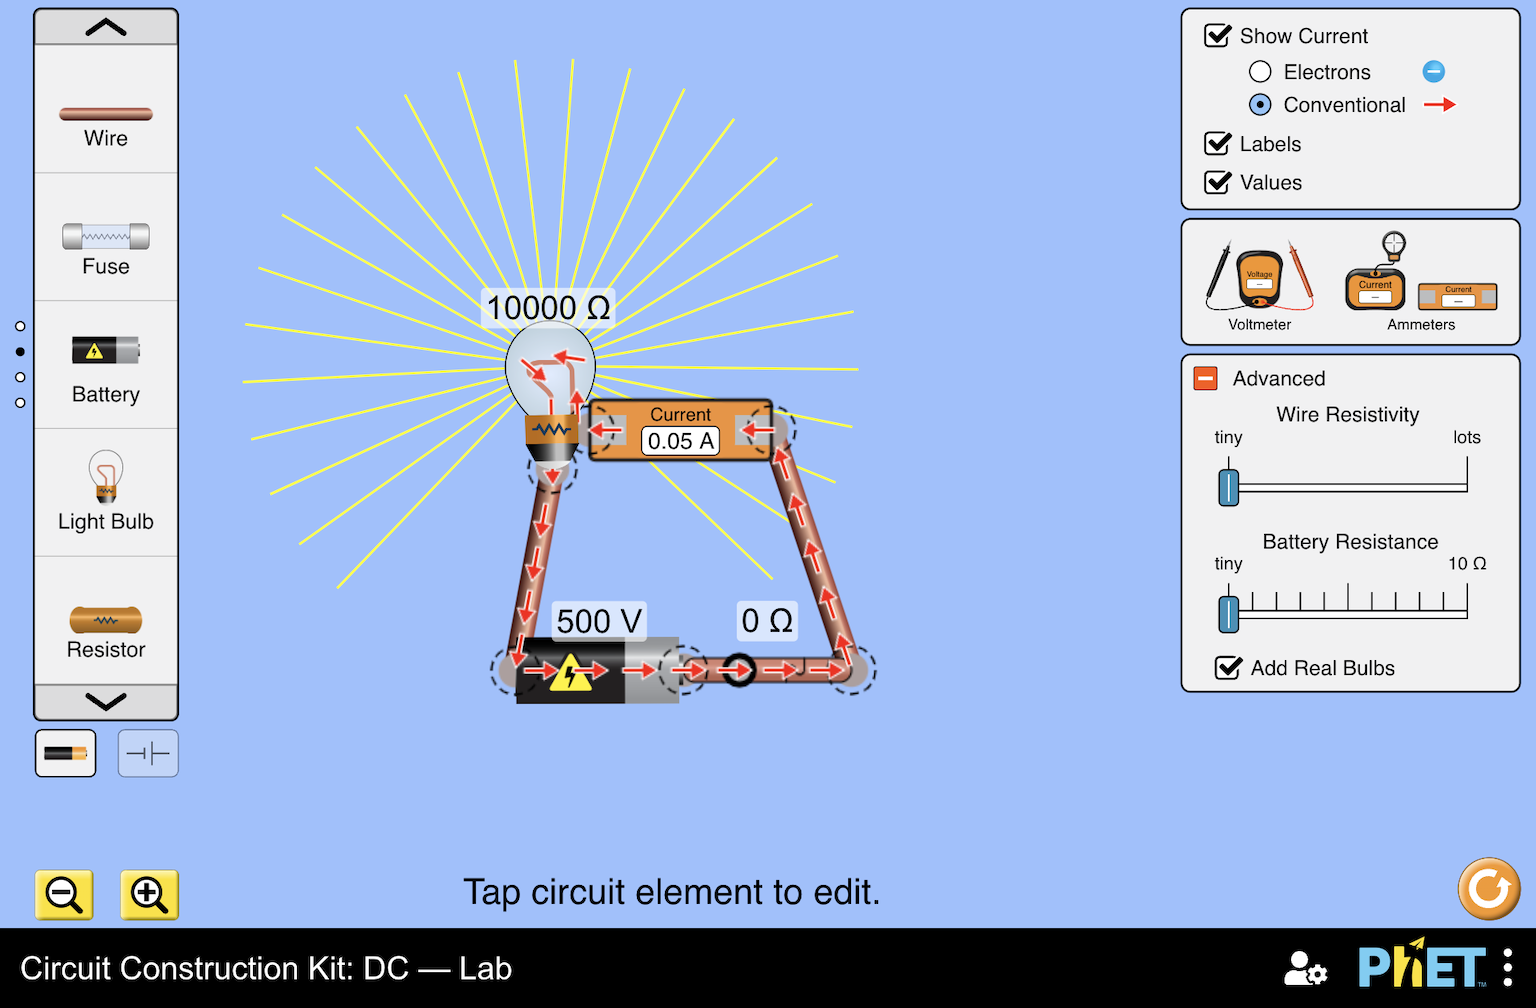 Wire
Fuse
Battery
Light Bulb
Resistor
10000 Ω
Current
0.05 A
500 V
0 Ω
Tap circuit element to edit.
Show Current
Electrons
Conventional
Labels
Values
Voltage
—
Voltmeter
Current
—
Current
—
Ammeters
Advanced
Wire Resistivity
tiny
lots
Battery Resistance
tiny
10 Ω
Add Real Bulbs
Circuit Construction Kit: DC — Lab
PhET™